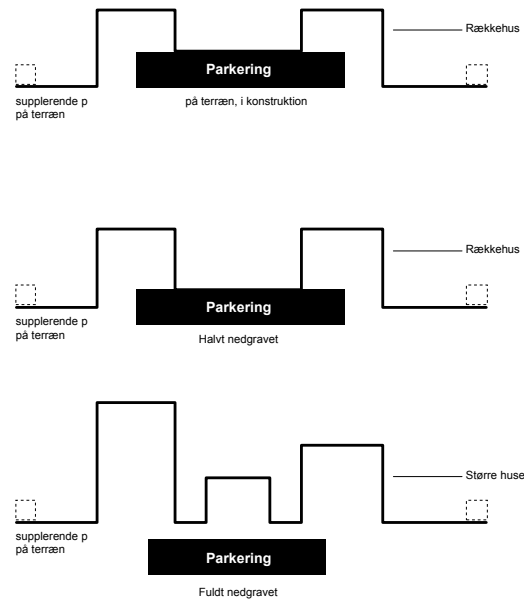 Rækkehus
Parkering
supplerende p
på terræn
på terræn, i konstruktion
Rækkehus
Parkering
supplerende p
på terræn
Halvt nedgravet
Større huse
supplerende p
på terræn
Parkering
Fuldt nedgravet